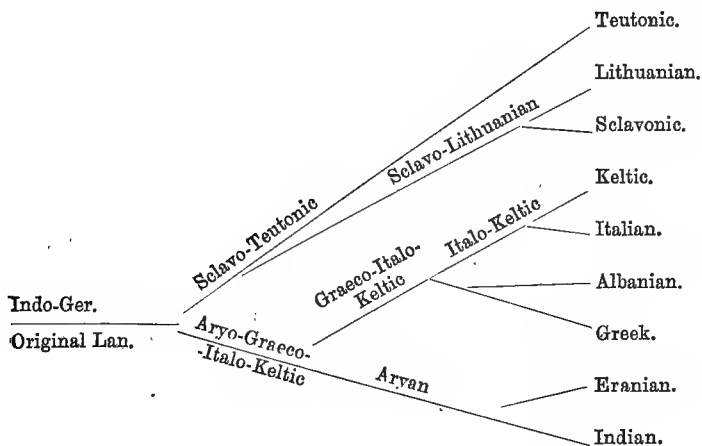 Teutonic.
Lithuanian.
Sclavo-Lithuanian
Sclavonic.
Sclavo-Teutonic
Keltic.
Graeco-Italo-
Keltic
Italo-Keltic
Italian.
Albanian.
Indo-Ger.
Original Lan.
Aryo-Graeco-
-Italo-Keltic
Greek.
Aryan
Eranian.
Indian.